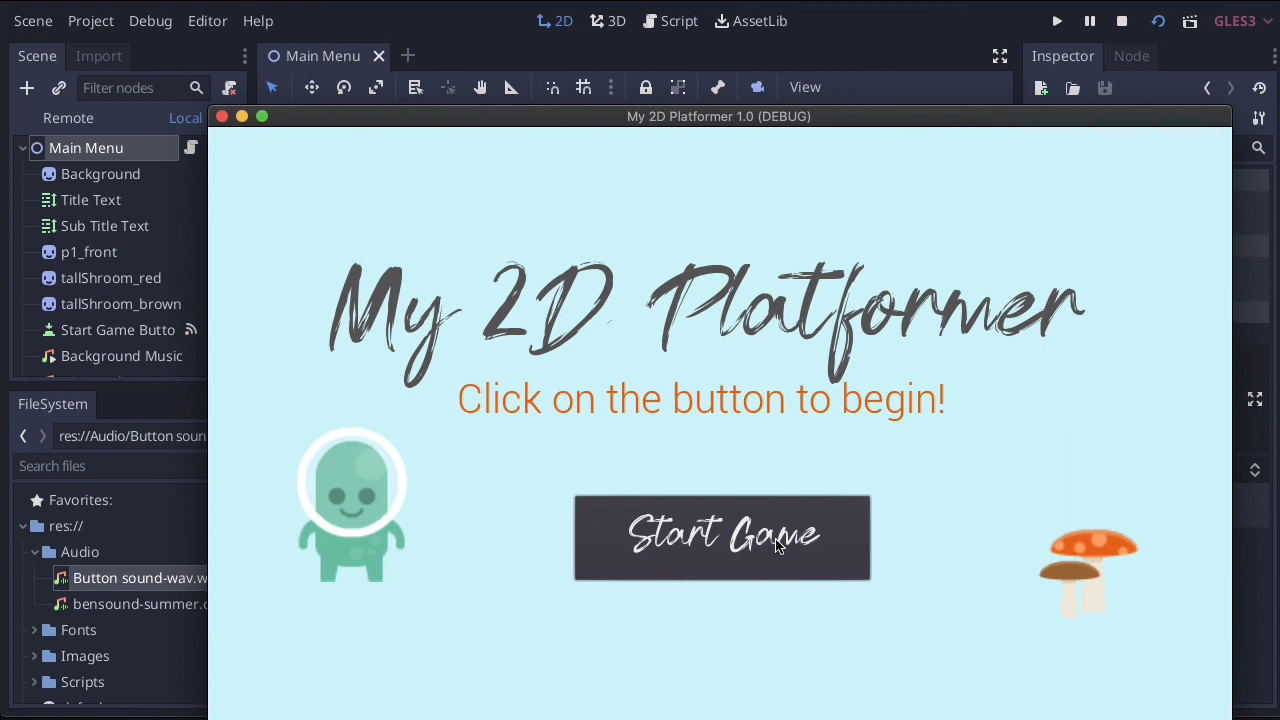 Scene Project Debug Editor Help 2D 3D Script AssetLib GLES3
Scene Import Main Menu Inspector Node
Filter nodes View
Remote Local
My 2D Platformer 1.0 (DEBUG)
Main Menu
Background
Title Text
Sub Title Text
p1_front
tallShroom_red
tallShroom_brown
Start Game Butto
Background Music
FileSystem
res://Audio/Button soun
Search files
Favorites:
res://
Audio
Button sound-wav.w
bensound-summer.o
Fonts
Images
Scripts
My 2D Platformer
Click on the button to begin!
Start Game